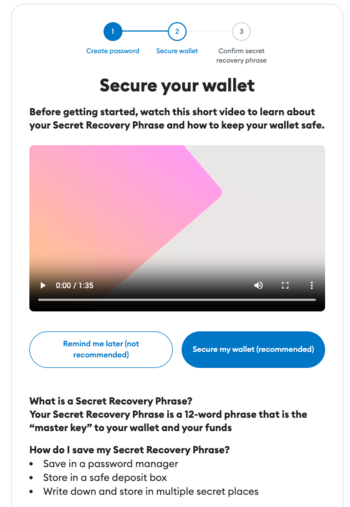 1
2
3
Create password
Secure wallet
Confirm secret
recovery phrase
Secure your wallet
Before getting started, watch this short video to learn about
your Secret Recovery Phrase and how to keep your wallet safe.
0:00 / 1:35
Remind me later (not
recommended)
Secure my wallet (recommended)
What is a Secret Recovery Phrase?
Your Secret Recovery Phrase is a 12-word phrase that is the
“master key” to your wallet and your funds
How do I save my Secret Recovery Phrase?
• Save in a password manager
• Store in a safe deposit box
• Write down and store in multiple secret places